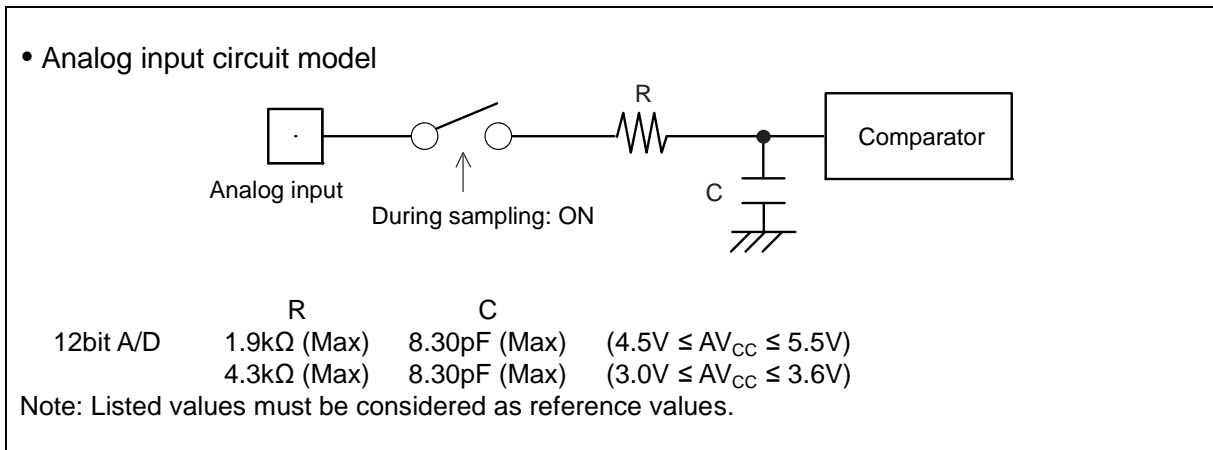 • Analog input circuit model
R
Comparator
Analog input
C
During sampling: ON
R C
12bit A/D 1.9kΩ (Max) 8.30pF (Max) (4.5V ≤ AVCC ≤ 5.5V)
4.3kΩ (Max) 8.30pF (Max) (3.0V ≤ AVCC ≤ 3.6V)
Note: Listed values must be considered as reference values.